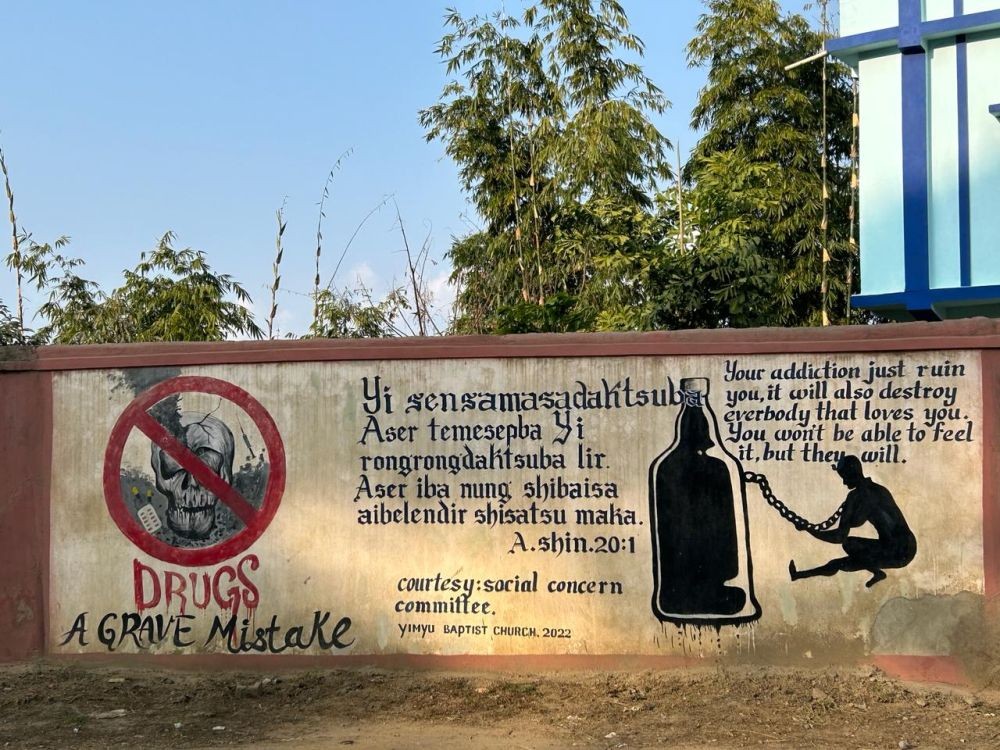 DRUGS
A GRAVE Mistake
Yi sensamasadaktsuba
Aser temesepba Yi
rongrongdaktsuba lir.
Aser iba nung shibaisa
aibelendir shisatsu maka.
A.shin.20:1
courtesy:social concern
committee.
YIMYU BAPTIST CHURCH, 2022
Your addiction just ruin
you,it will also destroy
everbody that loves you.
You won't be able to feel
it,but they will.